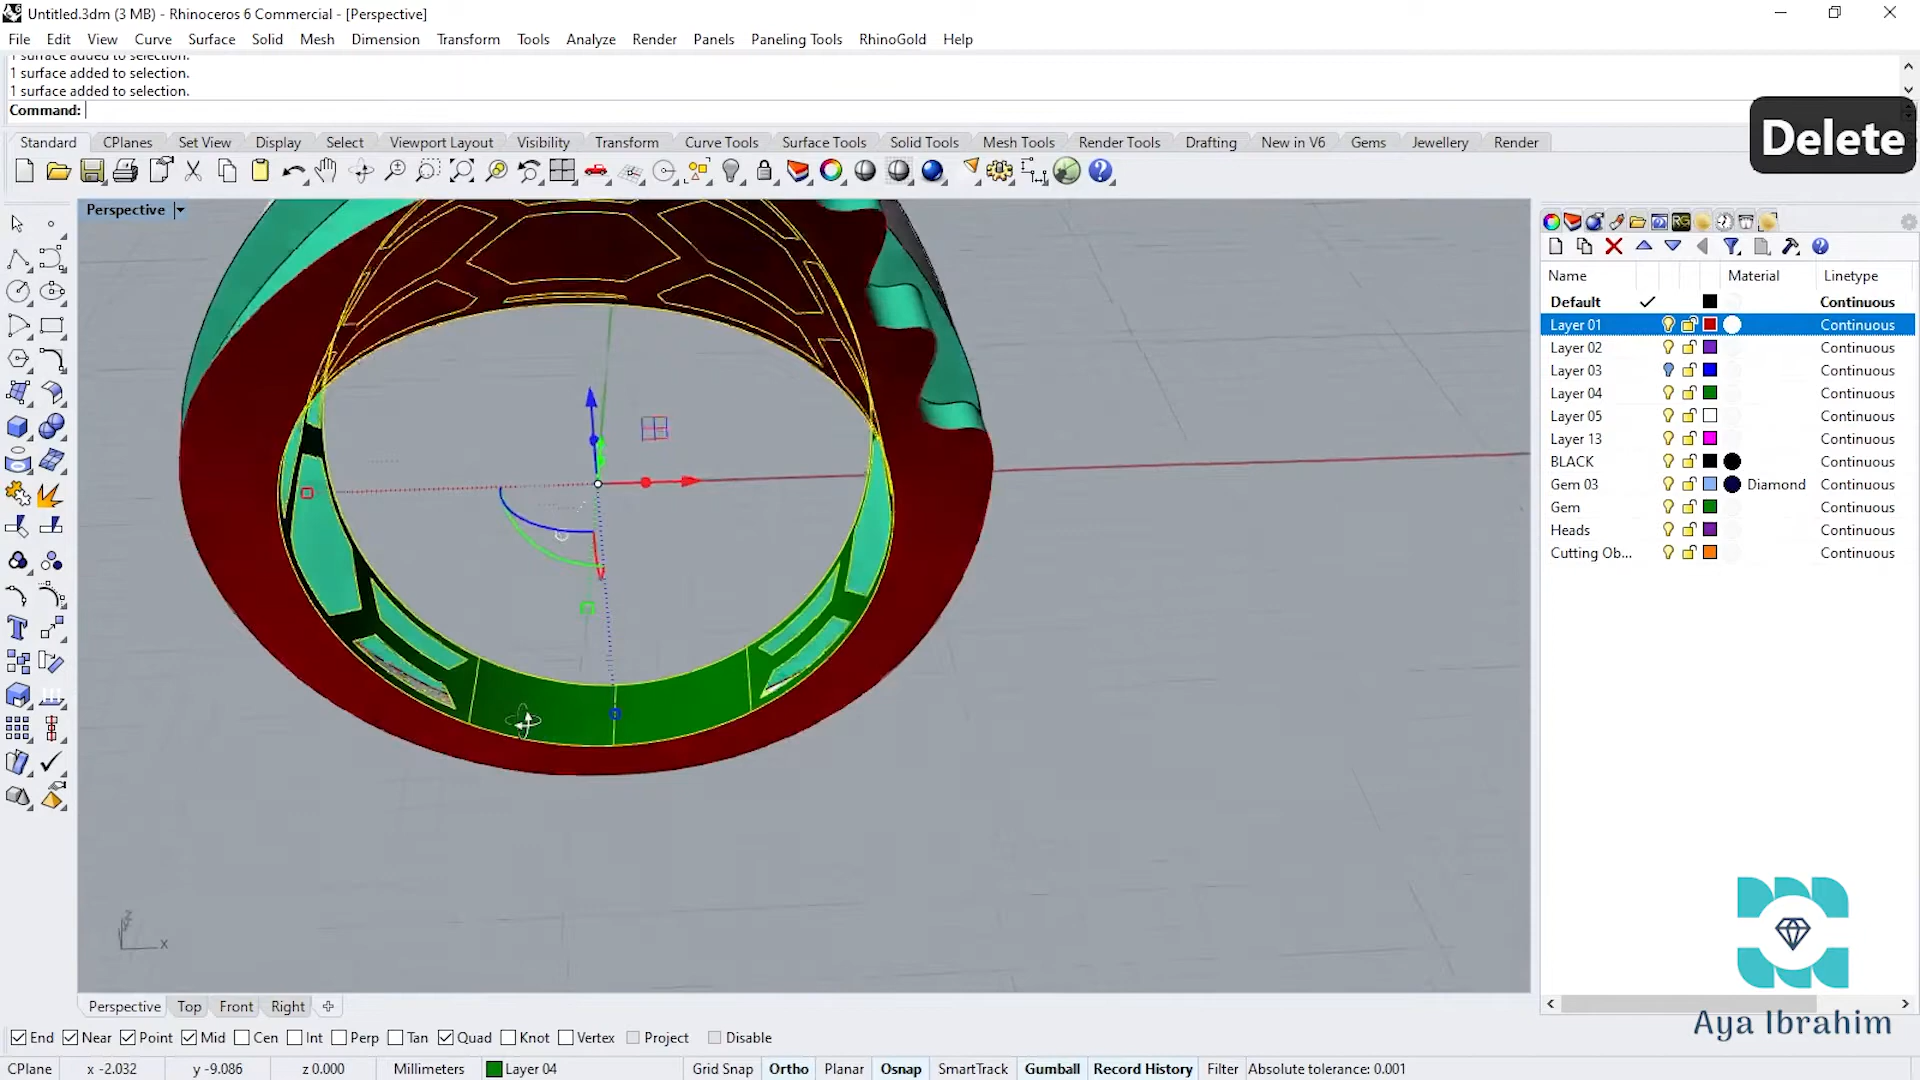 Untitled.3dm (3 MB) - Rhinoceros 6 Commercial - [Perspective]
File Edit View Curve Surface Solid Mesh Dimension Transform Tools Analyze Render Panels Paneling Tools RhinoGold Help
1 surface added to selection.
1 surface added to selection.
1 surface added to selection.
Command:
Delete
Standard CPlanes Set View Display Select Viewport Layout Visibility Transform Curve Tools Surface Tools Solid Tools Mesh Tools Render Tools Drafting New in V6 Gems Jewellery Render
Perspective
Name Material Linetype
Default Continuous
Layer 01 Continuous
Layer 02 Continuous
Layer 03 Continuous
Layer 04 Continuous
Layer 05 Continuous
Layer 13 Continuous
BLACK Continuous
Gem 03 Diamond Continuous
Gem Continuous
Heads Continuous
Cutting Ob... Continuous
z
x
Aya Ibrahim
Perspective Top Front Right
End Near Point Mid Cen Int Perp Tan Quad Knot Vertex Project Disable
CPlane x -2.032 y -9.086 z 0.000 Millimeters Layer 04 Grid Snap Ortho Planar Osnap SmartTrack Gumball Record History Filter Absolute tolerance: 0.001